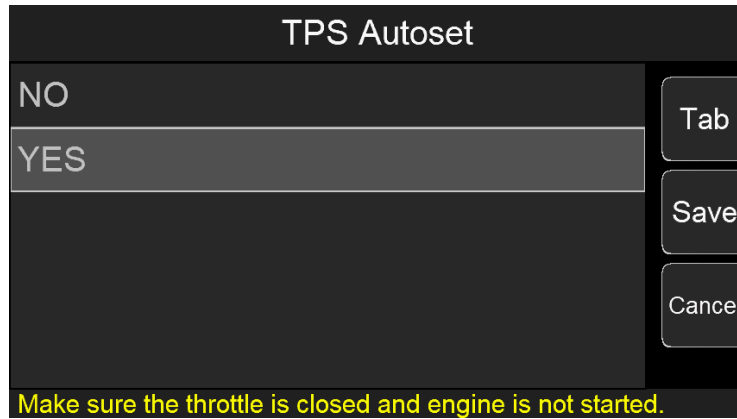 TPS Autoset
NO
YES
Tab
Save
Cance
Make sure the throttle is closed and engine is not started.